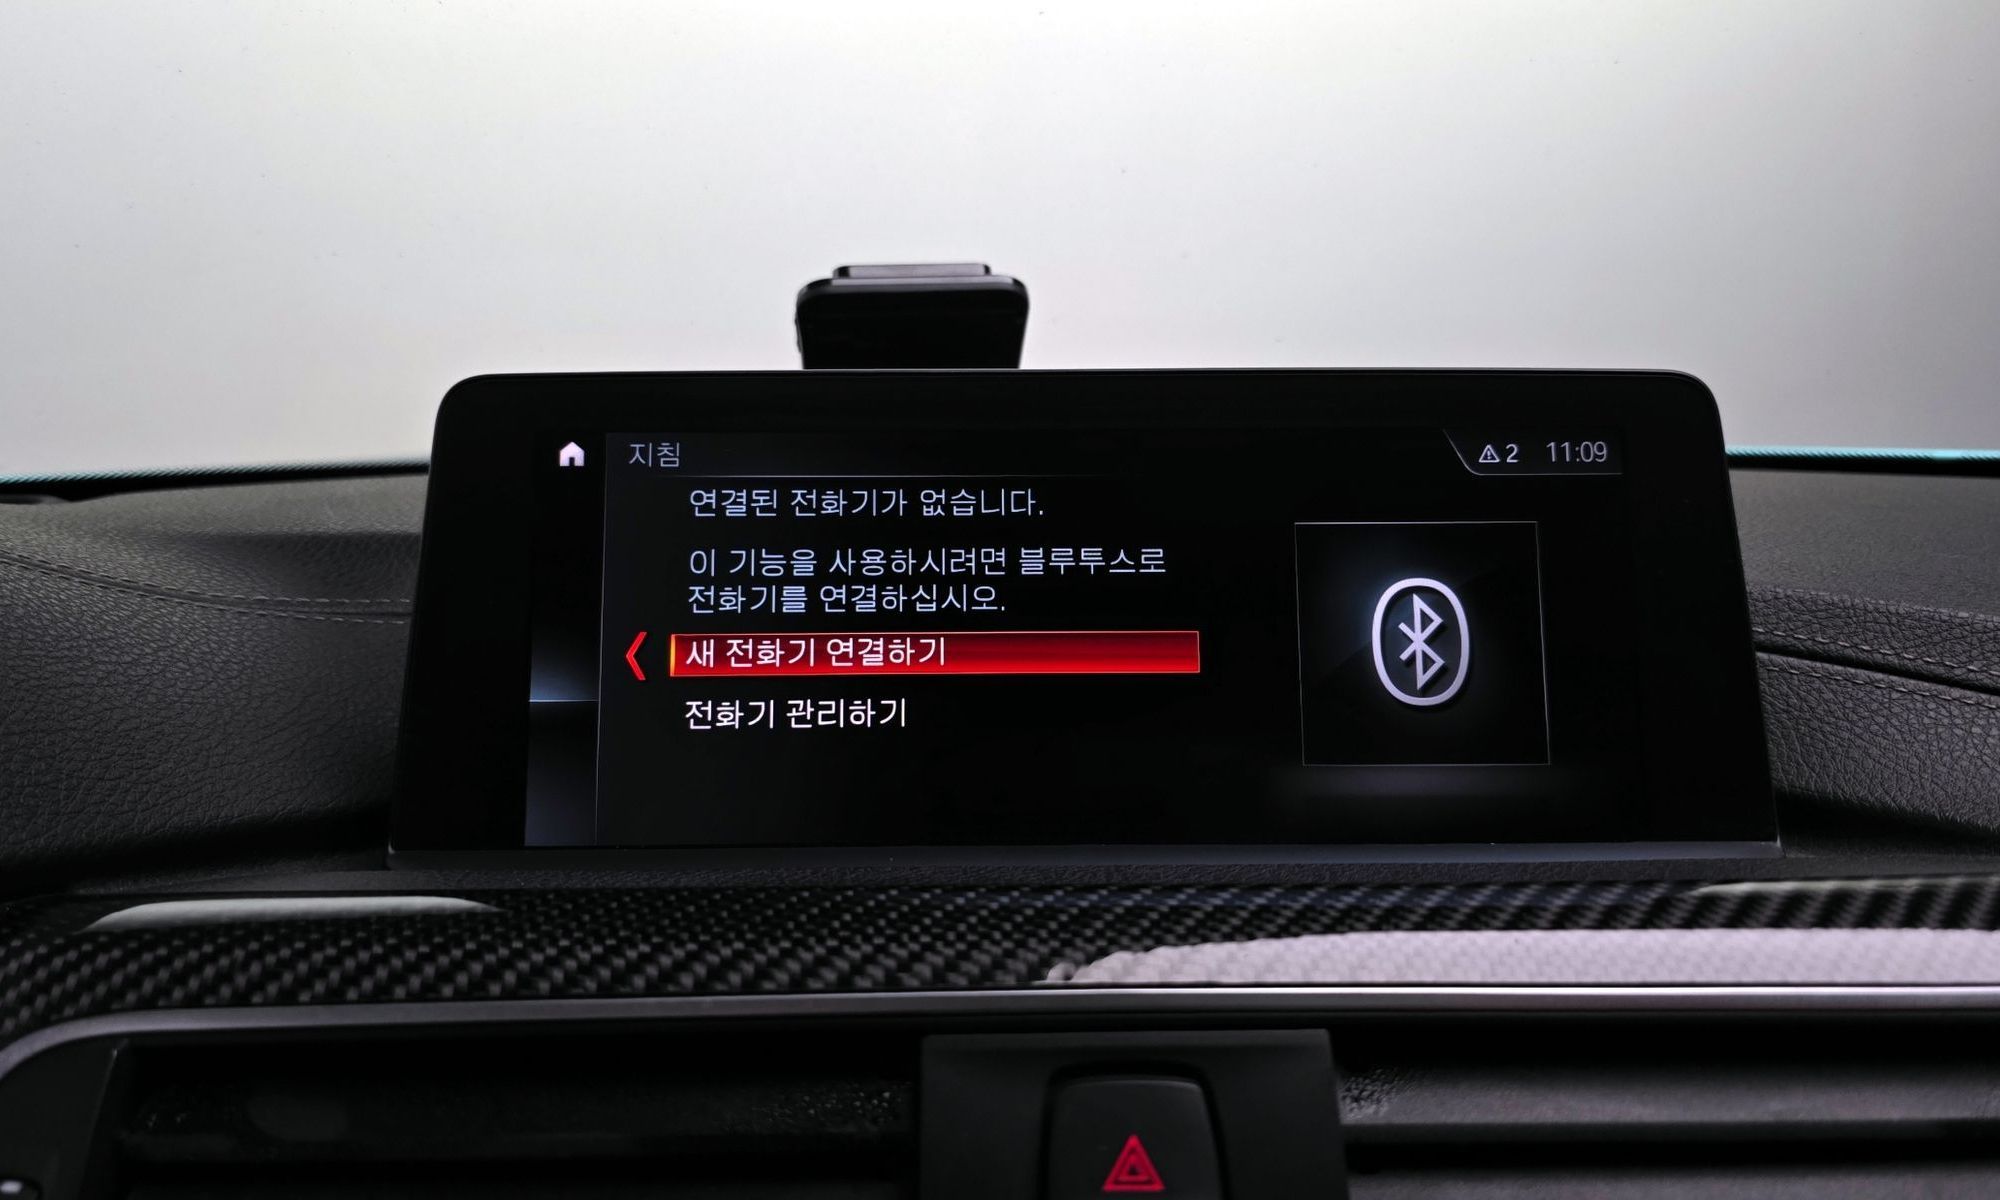 지침
2 11:09
연결된 전화기가 없습니다.
이 기능을 사용하시려면 블루투스로
전화기를 연결하십시오.
새 전화기 연결하기
전화기 관리하기